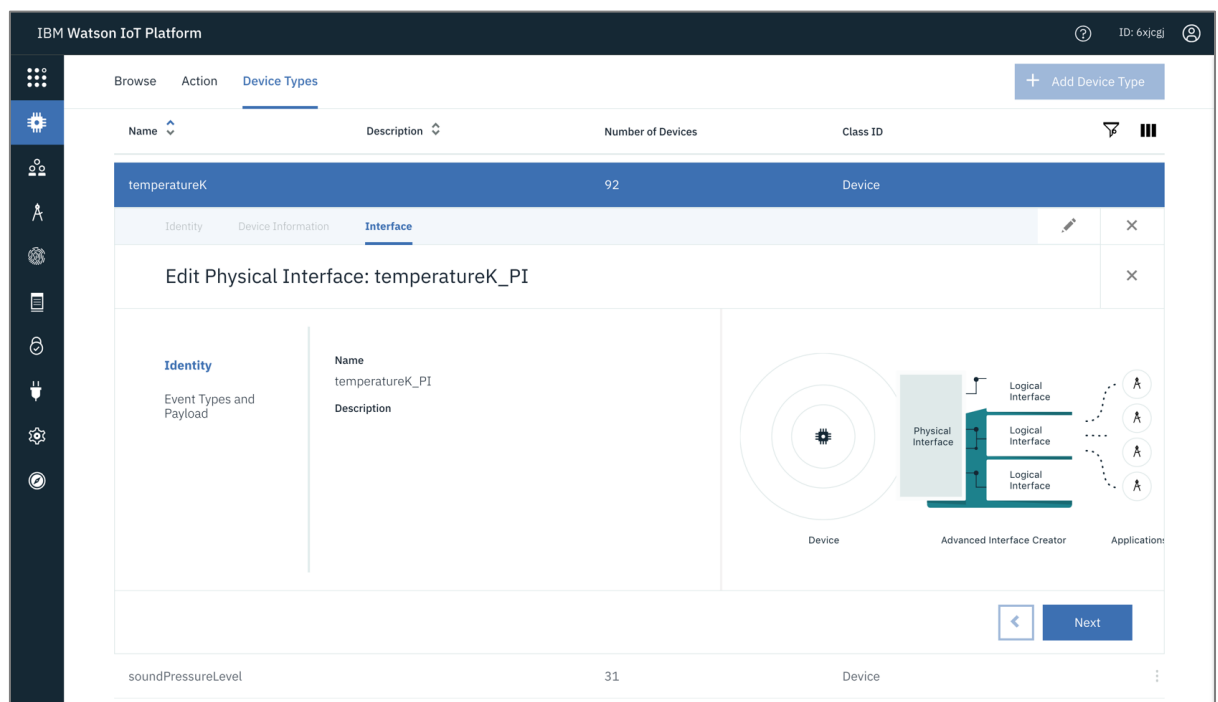 IBM Watson IoT Platform
ID: 6xjcgj
Browse Action Device Types
Add Device Type
Name Description Number of Devices Class ID
temperatureK 92 Device
Identity Device Information Interface
Edit Physical Interface: temperatureK_PI
Identity
Event Types and
Payload
Name
temperatureK_PI
Description
Physical
Interface
Logical
Interface
Logical
Interface
Logical
Interface
Device
Advanced Interface Creator
Applications
Next
soundPressureLevel 31 Device